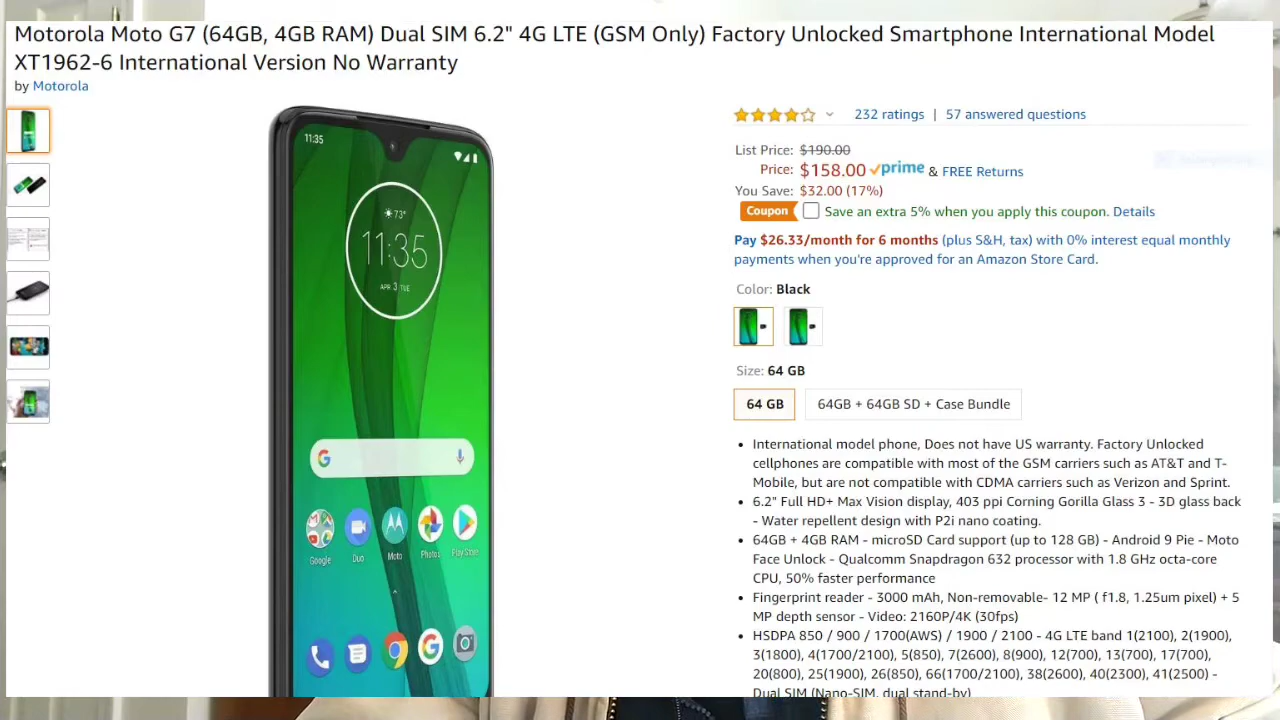 Motorola Moto G7 (64GB, 4GB RAM) Dual SIM 6.2" 4G LTE (GSM Only) Factory Unlocked Smartphone International Model
XT1962-6 International Version No Warranty
by Motorola
232 ratings | 57 answered questions
List Price: $190.00
Price: $158.00 prime & FREE Returns
You Save: $32.00 (17%)
Coupon Save an extra 5% when you apply this coupon. Details
Pay $26.33/month for 6 months (plus S&H, tax) with 0% interest equal monthly
payments when you're approved for an Amazon Store Card.
Color: Black
Size: 64 GB
64 GB 64GB + 64GB SD + Case Bundle
• International model phone, Does not have US warranty. Factory Unlocked
cellphones are compatible with most of the GSM carriers such as AT&T and T-
Mobile, but are not compatible with CDMA carriers such as Verizon and Sprint.
• 6.2" Full HD+ Max Vision display, 403 ppi Corning Gorilla Glass 3 - 3D glass back
- Water repellent design with P2i nano coating.
• 64GB + 4GB RAM - microSD Card support (up to 128 GB) - Android 9 Pie - Moto
Face Unlock - Qualcomm Snapdragon 632 processor with 1.8 GHz octa-core
CPU, 50% faster performance
• Fingerprint reader - 3000 mAh, Non-removable- 12 MP ( f1.8, 1.25um pixel) + 5
MP depth sensor - Video: 2160P/4K (30fps)
• HSDPA 850 / 900 / 1700(AWS) / 1900 / 2100 - 4G LTE band 1(2100), 2(1900),
3(1800), 4(1700/2100), 5(850), 7(2600), 8(900), 12(700), 13(700), 17(700),
20(800), 25(1900), 26(850), 66(1700/2100), 38(2600), 40(2300), 41(2500) -
Dual SIM (Nano-SIM, dual stand-by)
11:35
73°
11:35
APR 3 TUE
Google Duo Moto Photos Play Store